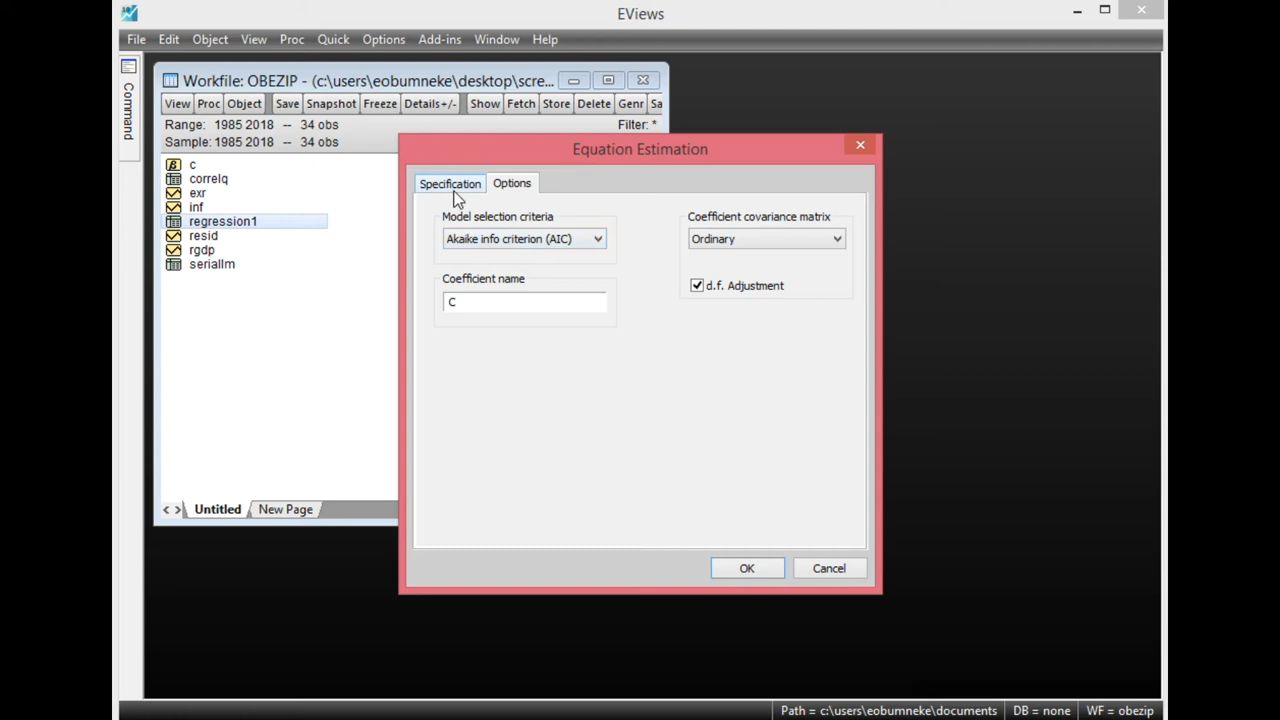 EViews
File Edit Object View Proc Quick Options Add-ins Window Help
Command
Workfile: OBEZIP - (c:\users\eobumneke\desktop\scre...
View Proc Object Save Snapshot Freeze Details+/- Show Fetch Store Delete Genr Sa
Range: 1985 2018 -- 34 obs Filter: *
Sample: 1985 2018 -- 34 obs
c
correlq
exr
inf
regression1
resid
rgdp
seriallm
Untitled New Page
Equation Estimation
Specification Options
Model selection criteria
Akaike info criterion (AIC)
Coefficient name
C
Coefficient covariance matrix
Ordinary
d.f. Adjustment
OK Cancel
Path = c:\users\eobumneke\documents DB = none WF = obezip